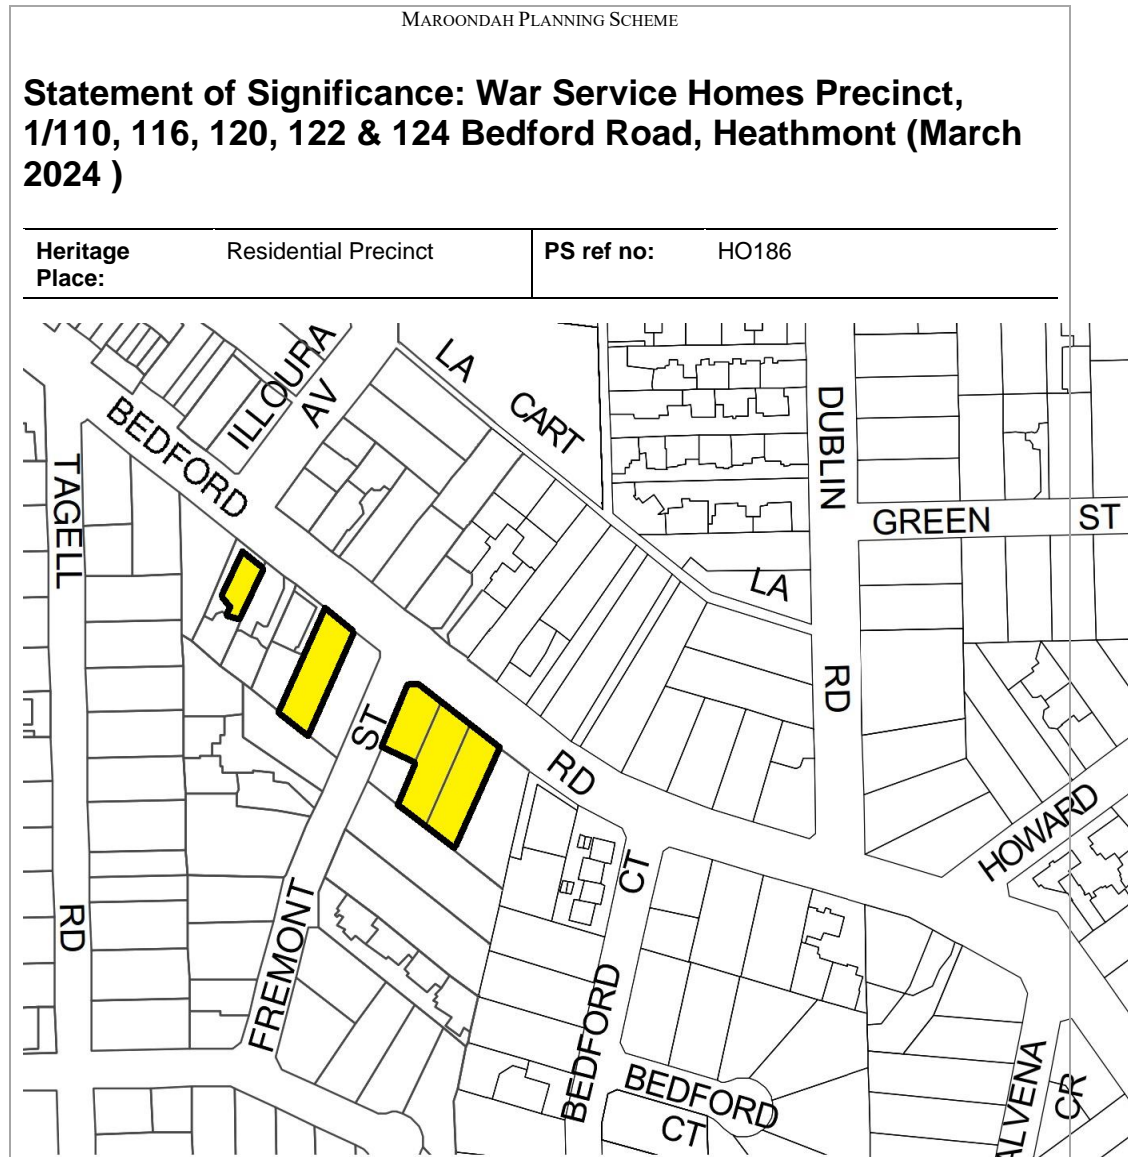 MAROONDAH PLANNING SCHEME
Statement of Significance: War Service Homes Precinct,
1/110, 116, 120, 122 & 124 Bedford Road, Heathmont (March
2024 )
Heritage
Place:
Residential Precinct
PS ref no:
HO186
ILLOURA
AV
LA
CART
BEDFORD
TAGELL
DUBLIN
GREEN ST
LA
RD
ST
RD
HOWARD
CT
FREMONT
RD
BEDFORD
BEDFORD
CT
ALVENA
CR